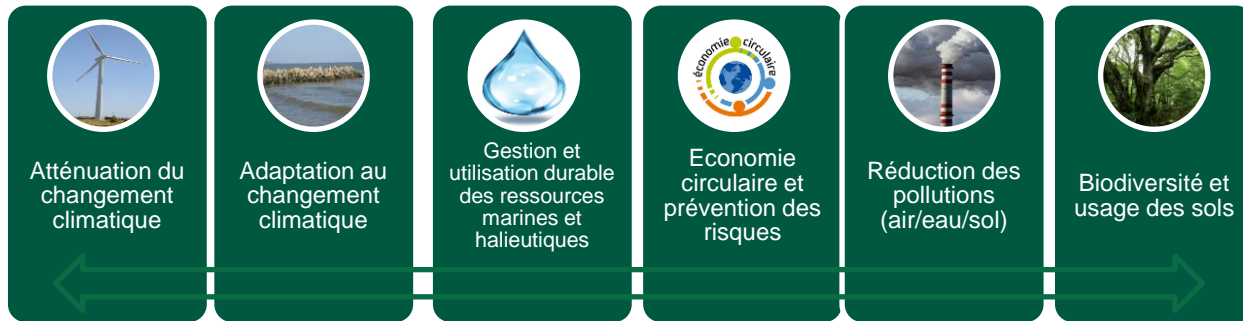 Atténuation du
changement
climatique
Adaptation au
changement
climatique
Gestion et
utilisation durable
des ressources
marines et
halieutiques
économie circulaire
Economie
circulaire et
prévention des
risques
Réduction des
pollutions
(air/eau/sol)
Biodiversité et
usage des sols